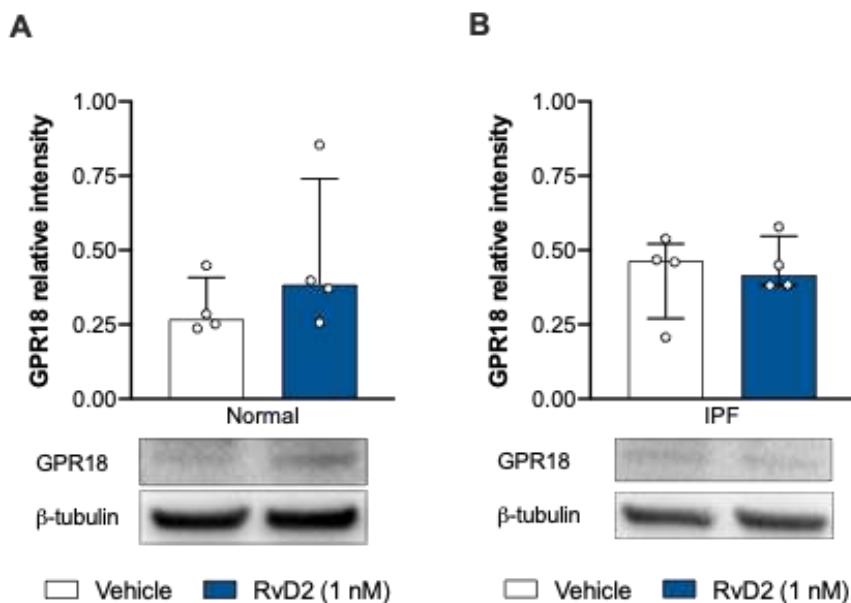 A
GPR18 relative intensity
1.00
0.75
0.50
0.25
0.00
Normal
GPR18
β-tubulin
Vehicle
RvD2 (1 nM)
B
GPR18 relative intensity
1.00
0.75
0.50
0.25
0.00
IPF
GPR18
β-tubulin
Vehicle
RvD2 (1 nM)